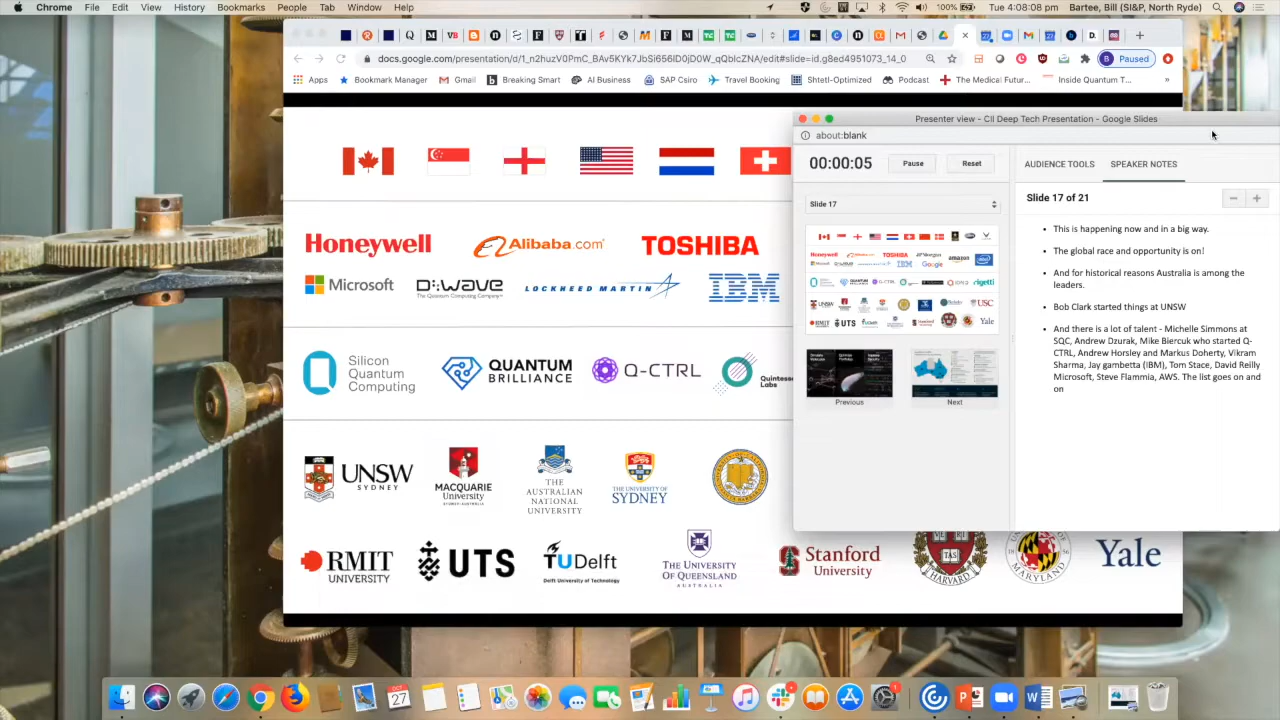 Chrome File Edit View History Bookmarks People Tab Window Help
100% Tue 4:08:08 pm Bartee, Bill (SI&P, North Ryde)
docs.google.com/presentation/d/1_n2huzV0PmC_BAv5KYk7JbSi656lD0jD0W_qQblcZNA/edit#slide=id.g8ed4951073_14_0
B Paused
Apps Bookmark Manager Gmail Breaking Smart AI Business SAP Csiro Travel Booking Shtetl-Optimized Podcast The Medical Futur... Inside Quantum T... »
Presenter view - CII Deep Tech Presentation - Google Slides
about:blank
00:00:05 Pause Reset
AUDIENCE TOOLS SPEAKER NOTES
Slide 17
Slide 17 of 21
This is happening now and in a big way.
The global race and opportunity is on!
And for historical reasons Australia is among the
leaders.
Bob Clark started things at UNSW
And there is a lot of talent - Michelle Simmons at
SQC, Andrew Dzurak, Mike Biercuk who started Q-
CTRL, Andrew Horsley and Markus Doherty, Vikram
Sharma, Jay gambetta (IBM), Tom Stace, David Reilly
Microsoft, Steve Flammia, AWS. The list goes on and
on
Previous Next
Honeywell Alibaba.com TOSHIBA
Microsoft D:wave LOCKHEED MARTIN IBM
The Quantum Computing Company
Silicon
Quantum
Computing
QUANTUM
BRILLIANCE
Q-CTRL
Quintesse
Labs
UNSW
SYDNEY
MACQUARIE
University
SYDNEY·AUSTRALIA
THE
AUSTRALIAN
NATIONAL
UNIVERSITY
THE UNIVERSITY OF
SYDNEY
RMIT
UNIVERSITY
UTS
TUDelft
Delft University of Technology
THE UNIVERSITY
OF QUEENSLAND
AUSTRALIA
Stanford
University
HARVARD
MARYLAND
Yale